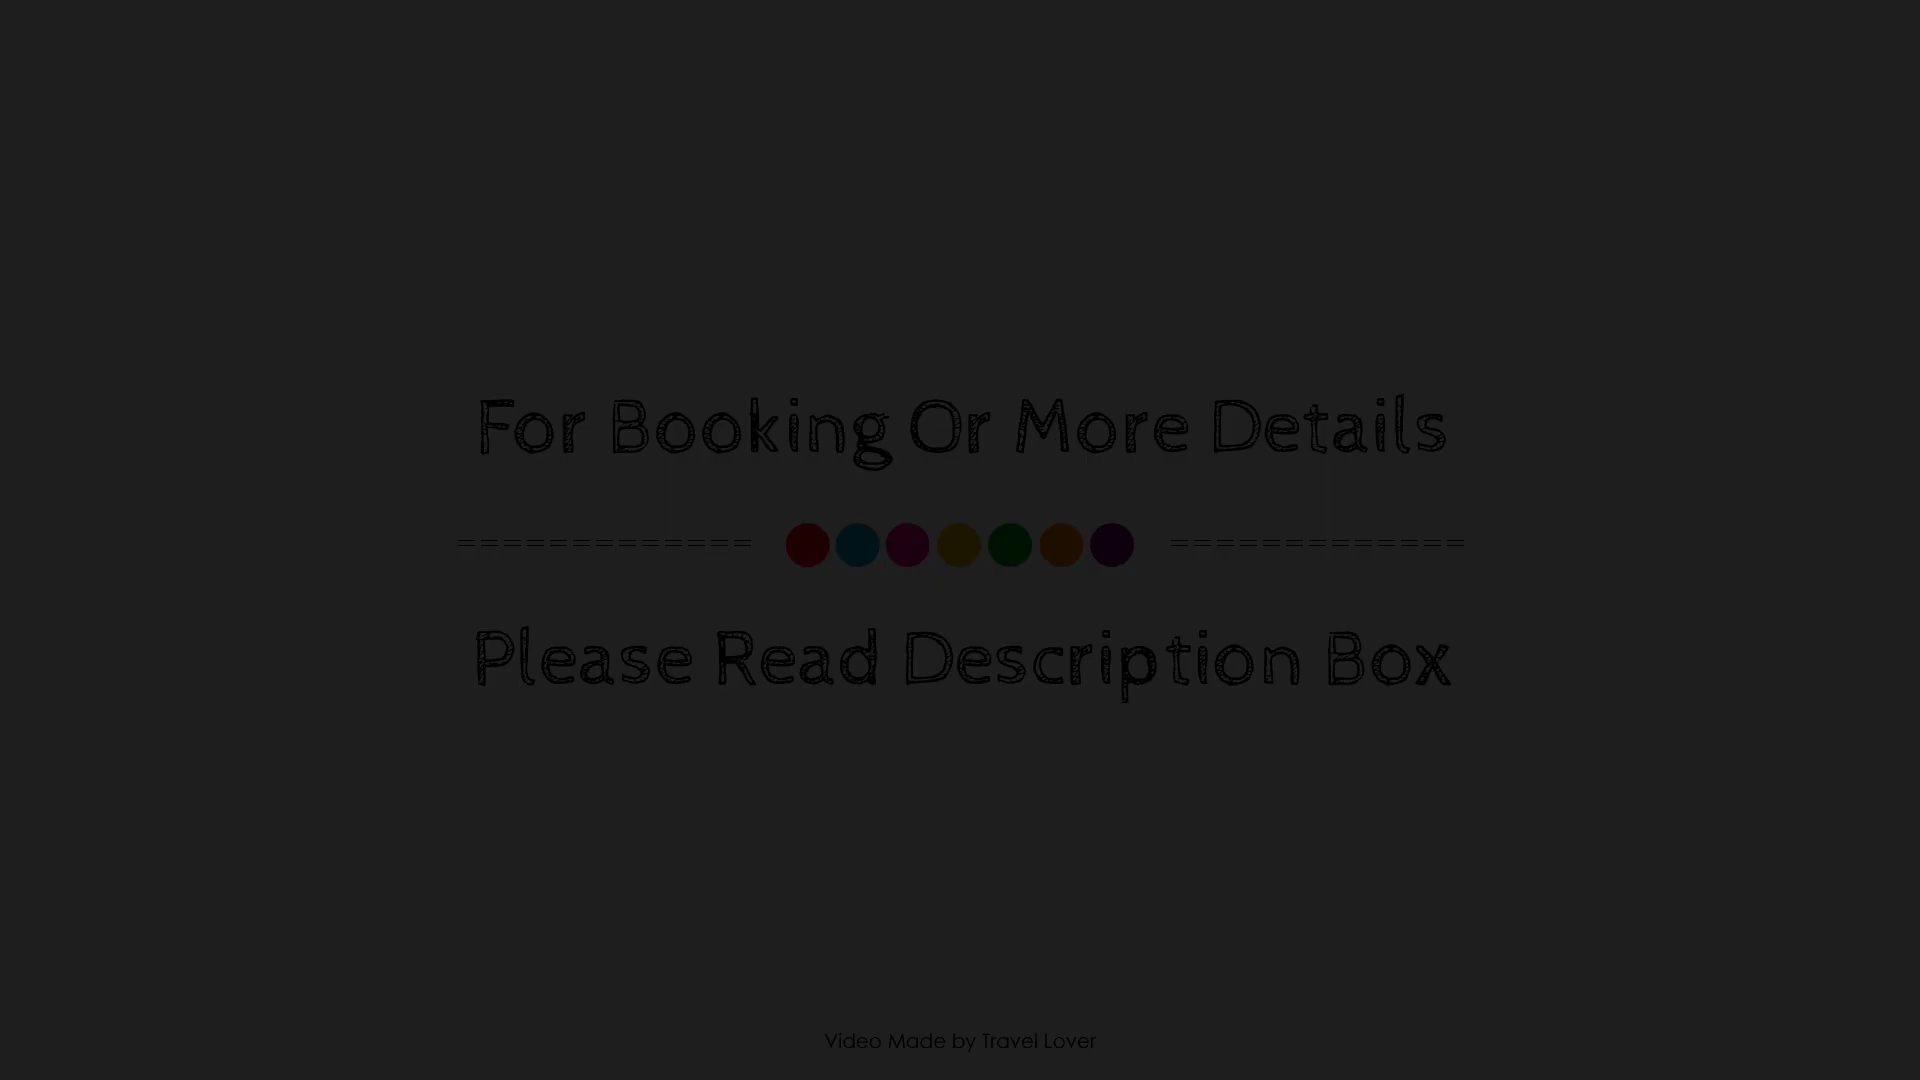 For Booking Or More Details
============= =============
Please Read Description Box
Video Made by Travel Lover